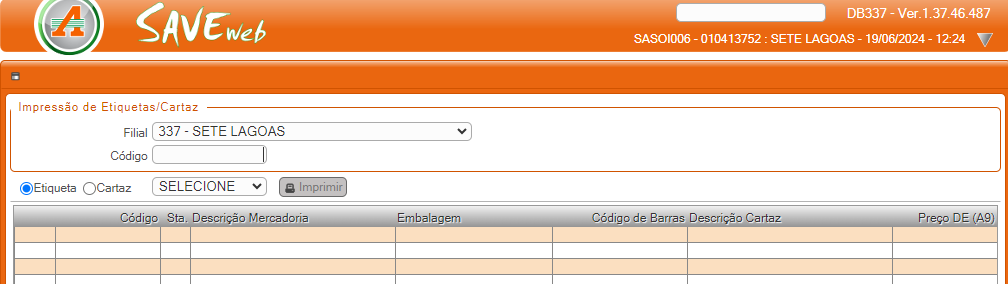 A SAVEweb
DB337 - Ver.1.37.46.487
SASOI006 - 010413752 : SETE LAGOAS - 19/06/2024 - 12:24
Impressão de Etiquetas/Cartaz
Filial 337 - SETE LAGOAS
Código
Etiqueta Cartaz SELECIONE Imprimir
Código Sta. Descrição Mercadoria Embalagem Código de Barras Descrição Cartaz Preço DE (A9)